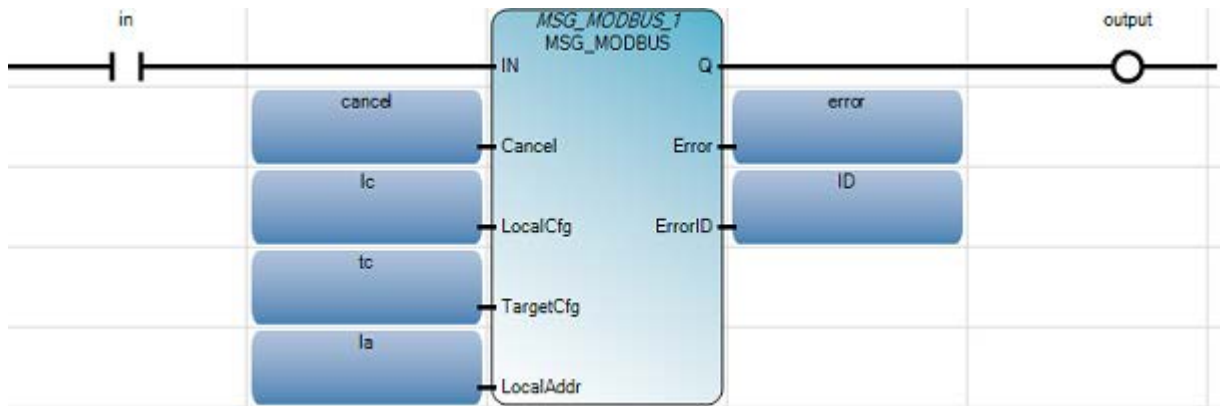 in
MSG_MODBUS_1
output
MSG_MODBUS
IN
Q
cancel
error
Cancel
Error
lc
ID
LocalCfg
ErrorID
tc
TargetCfg
la
LocalAddr